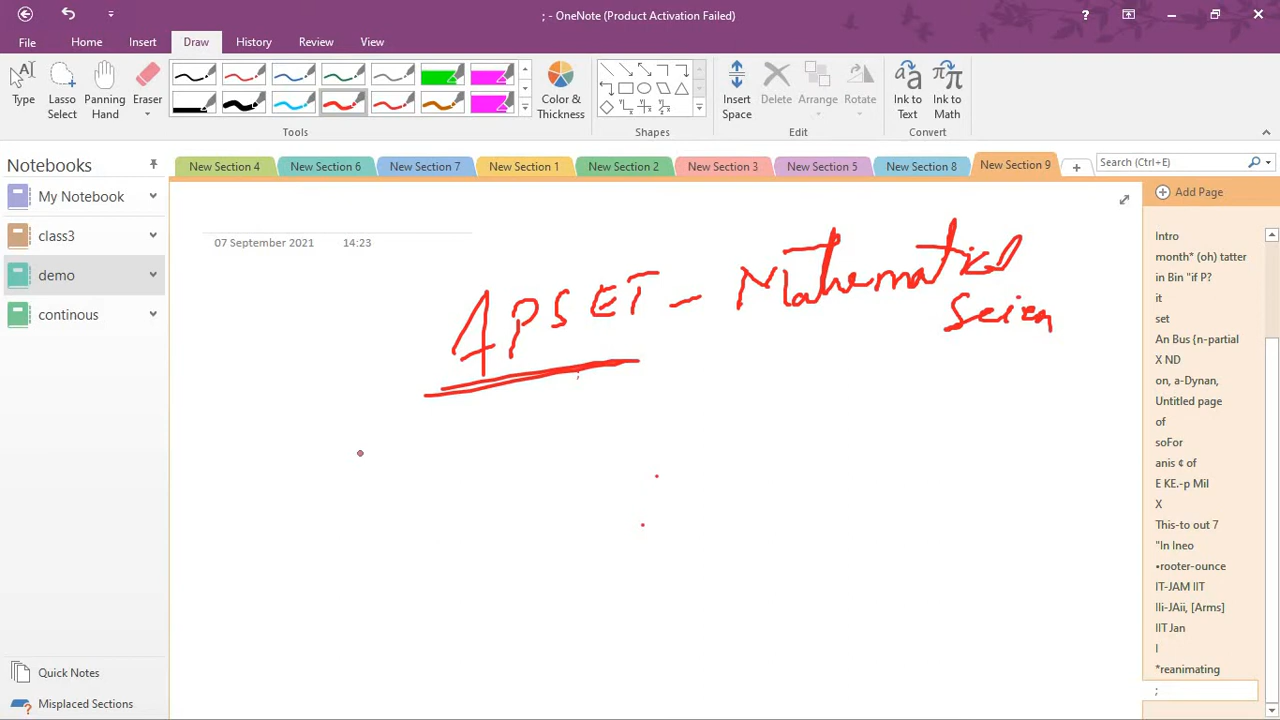 ; - OneNote (Product Activation Failed)
File Home Insert Draw History Review View
Type
Lasso Select
Panning Hand
Eraser
Color & Thickness
Insert Space
Delete
Arrange
Rotate
Ink to Text
Ink to Math
Tools
Shapes
Edit
Convert
Notebooks
New Section 4 New Section 6 New Section 7 New Section 1 New Section 2 New Section 3 New Section 5 New Section 8 New Section 9
Search (Ctrl+E)
My Notebook
class3
demo
continous
Quick Notes
Misplaced Sections
07 September 2021 14:23
APSET - Mathematical
Scien
Add Page
Intro
month* (oh) tatter
in Bin "if P?
it
set
An Bus {n-partial
X ND
on, a-Dynan,
Untitled page
of
soFor
anis ¢ of
E KE.-p Mil
X
This-to out 7
"In Ineo
•rooter-ounce
IT-JAM IIT
IIi-JAii, [Arms]
IIT Jan
I
*reanimating
;